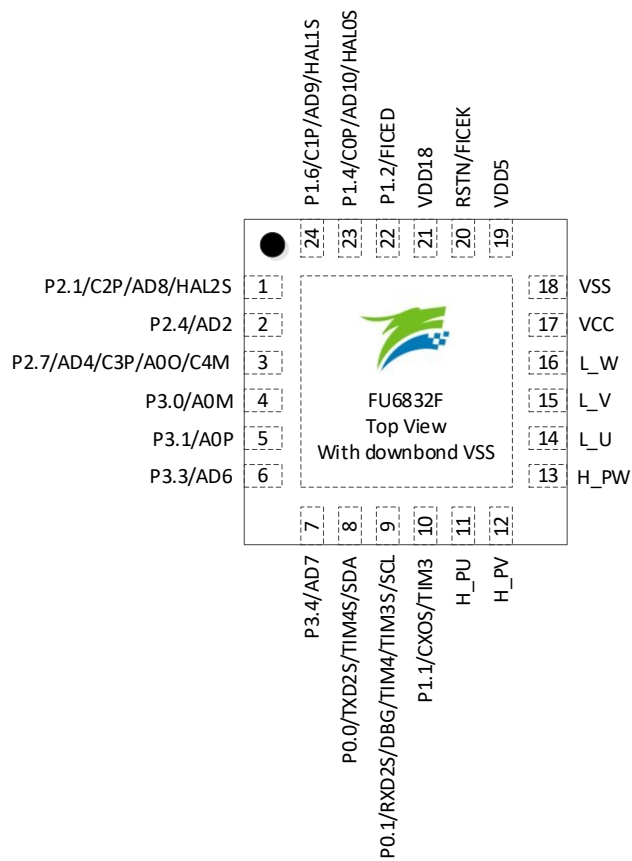 P1.6/C1P/AD9/HAL1S
P1.4/C0P/AD10/HAL0S
P1.2/FICED
VDD18
RSTN/FICEK
VDD5
24
23
22
21
20
19
P2.1/C2P/AD8/HAL2S
1
18
VSS
P2.4/AD2
2
17
VCC
P2.7/AD4/C3P/A0O/C4M
3
16
L_W
P3.0/A0M
4
FU6832F
15
L_V
P3.1/A0P
5
Top View
14
L_U
P3.3/AD6
6
With downbond VSS
13
H_PW
7
8
9
10
11
12
P3.4/AD7
P0.0/TXD2S/TIM4S/SDA
P0.1/RXD2S/DBG/TIM4/TIM3S/SCL
P1.1/CXOS/TIM3
H_PU
H_PV